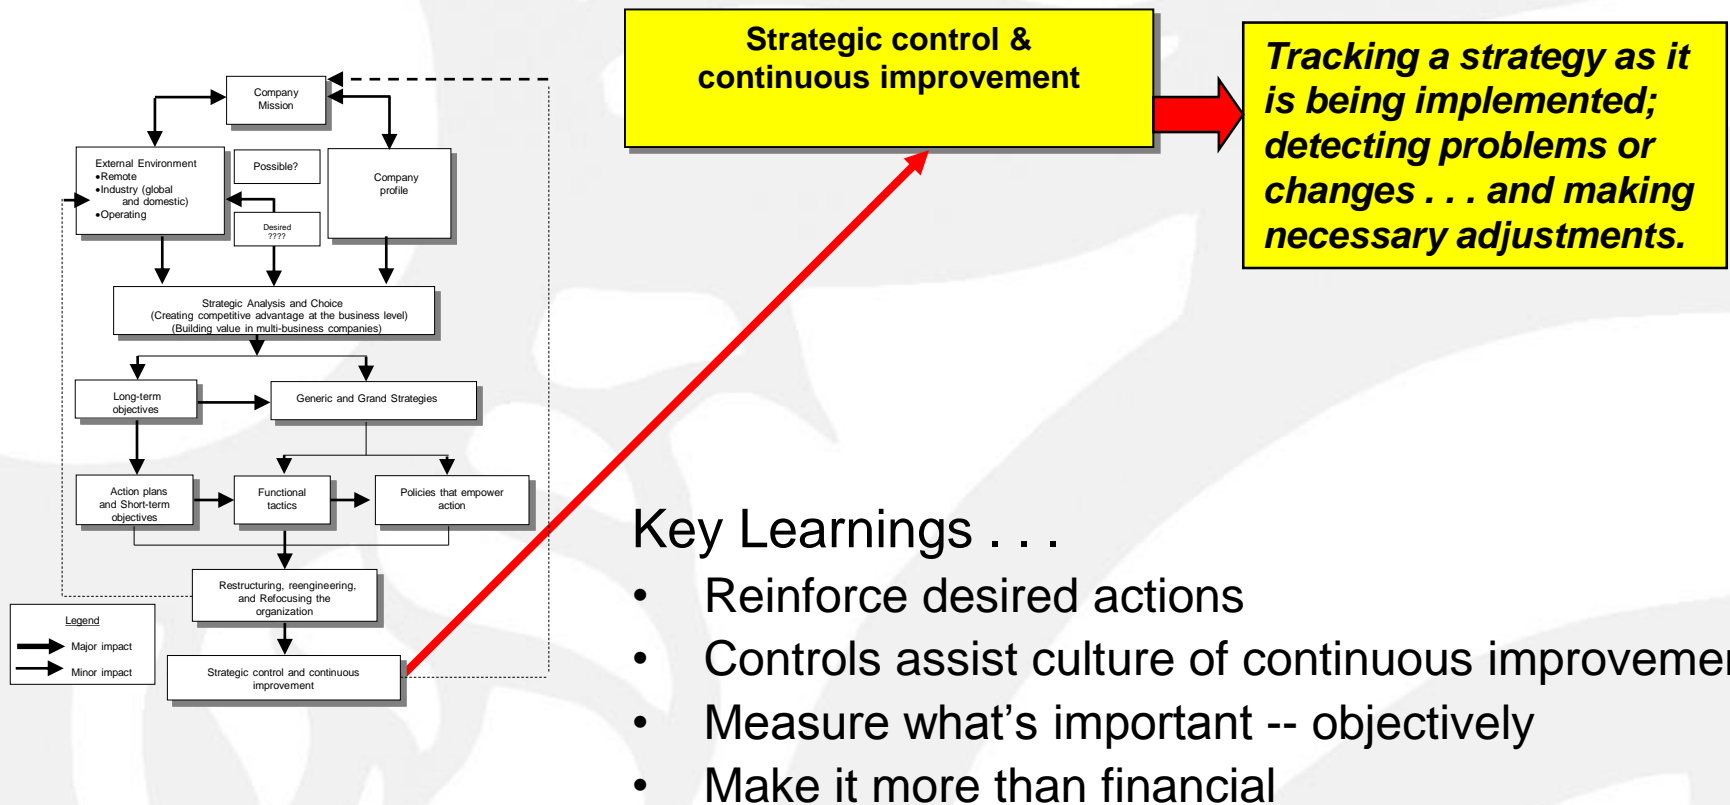 Strategic control &
continuous improvement
Tracking a strategy as it
is being implemented;
detecting problems or
changes . . . and making
necessary adjustments.
Company
Mission
External Environment
•Remote
•Industry (global
and domestic)
•Operating
Possible?
Desired
????
Company
profile
Strategic Analysis and Choice
(Creating competitive advantage at the business level)
(Building value in multi-business companies)
Long-term
objectives
Generic and Grand Strategies
Action plans
and Short-term
objectives
Functional
tactics
Policies that empower
action
Restructuring, reengineering,
and Refocusing the
organization
Legend
Major impact
Minor impact
Strategic control and continuous
improvement
Key Learnings . . .
• Reinforce desired actions
• Controls assist culture of continuous improvemen
• Measure what's important -- objectively
• Make it more than financial